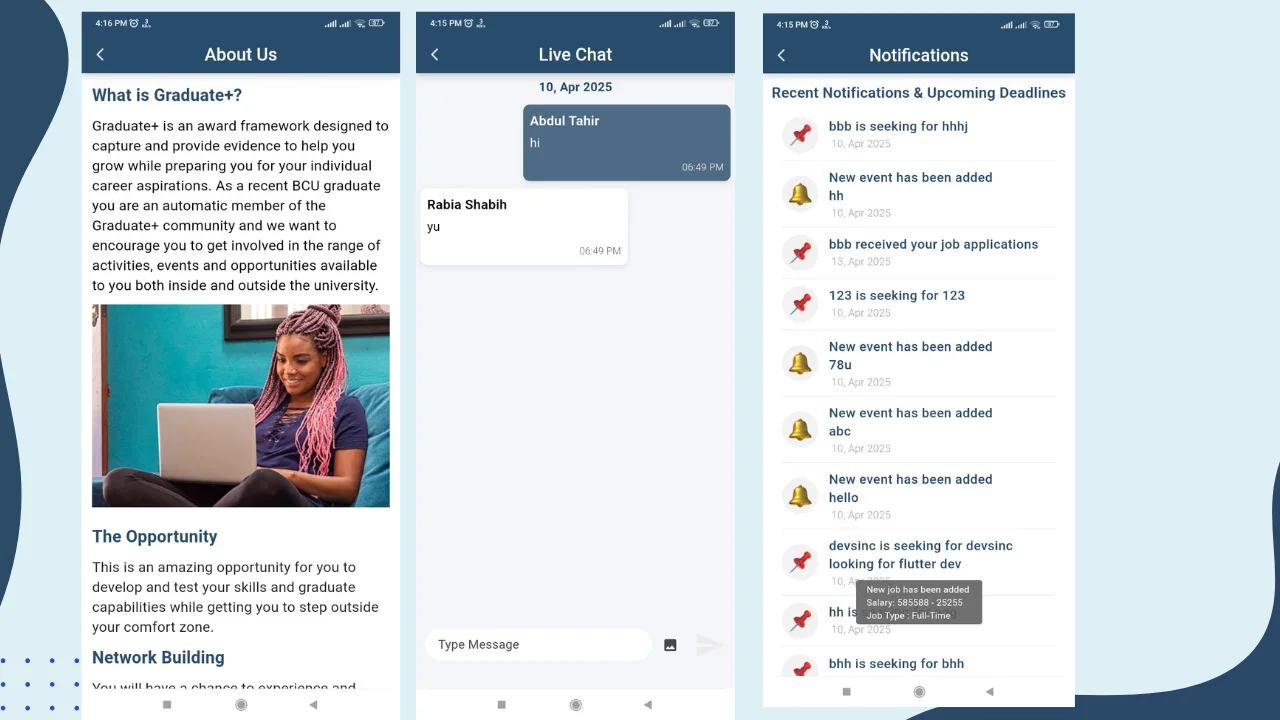 4:16 PM
3
87
About Us
What is Graduate+?
Graduate+ is an award framework designed to
capture and provide evidence to help you
grow while preparing you for your individual
career aspirations. As a recent BCU graduate
you are an automatic member of the
Graduate+ community and we want to
encourage you to get involved in the range of
activities, events and opportunities available
to you both inside and outside the university.
The Opportunity
This is an amazing opportunity for you to
develop and test your skills and graduate
capabilities while getting you to step outside
your comfort zone.
Network Building
You will have a chance to experience and
4:15 PM
3
87
Live Chat
10, Apr 2025
Abdul Tahir
hi
06:49 PM
Rabia Shabih
yu
06:49 PM
Type Message
4:15 PM
3
87
Notifications
Recent Notifications & Upcoming Deadlines
bbb is seeking for hhhj
10, Apr 2025
New event has been added
hh
10, Apr 2025
bbb received your job applications
13, Apr 2025
123 is seeking for 123
10, Apr 2025
New event has been added
78u
10, Apr 2025
New event has been added
abc
10, Apr 2025
New event has been added
hello
10, Apr 2025
devsinc is seeking for devsinc
looking for flutter dev
10, Apr 2025
New job has been added
Salary: 585588 - 25255
Job Type : Full-Time
hh is
10, Apr 2025
bhh is seeking for bhh